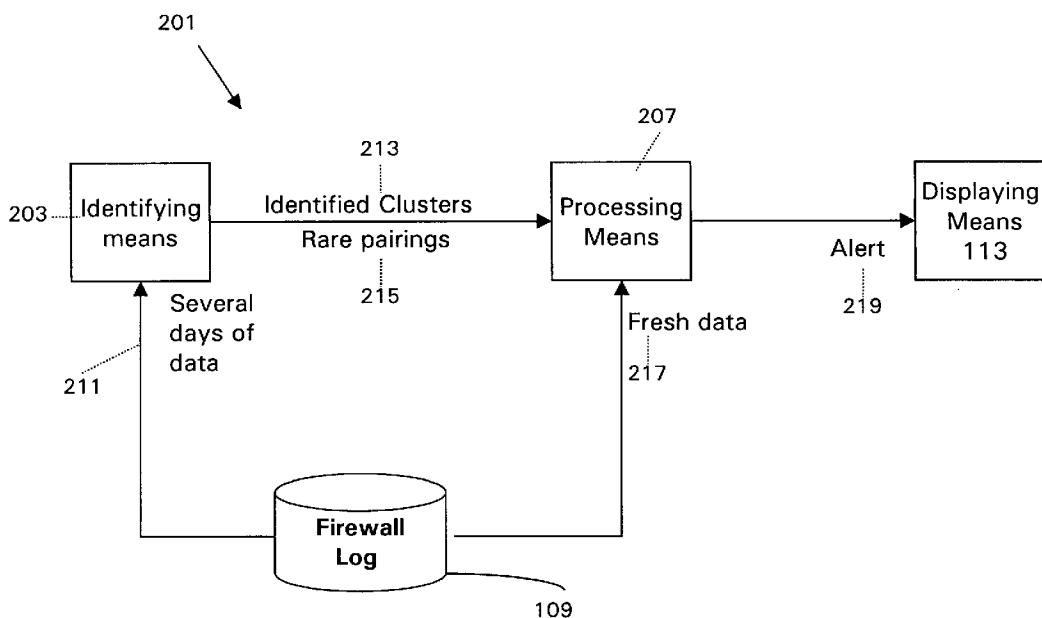 201
213
207
203
Identifying
means
Identified Clusters
Rare pairings
Processing
Means
Displaying
Means
113
215
Alert
219
Several
days of
data
211
Fresh data
217
Firewall
Log
109